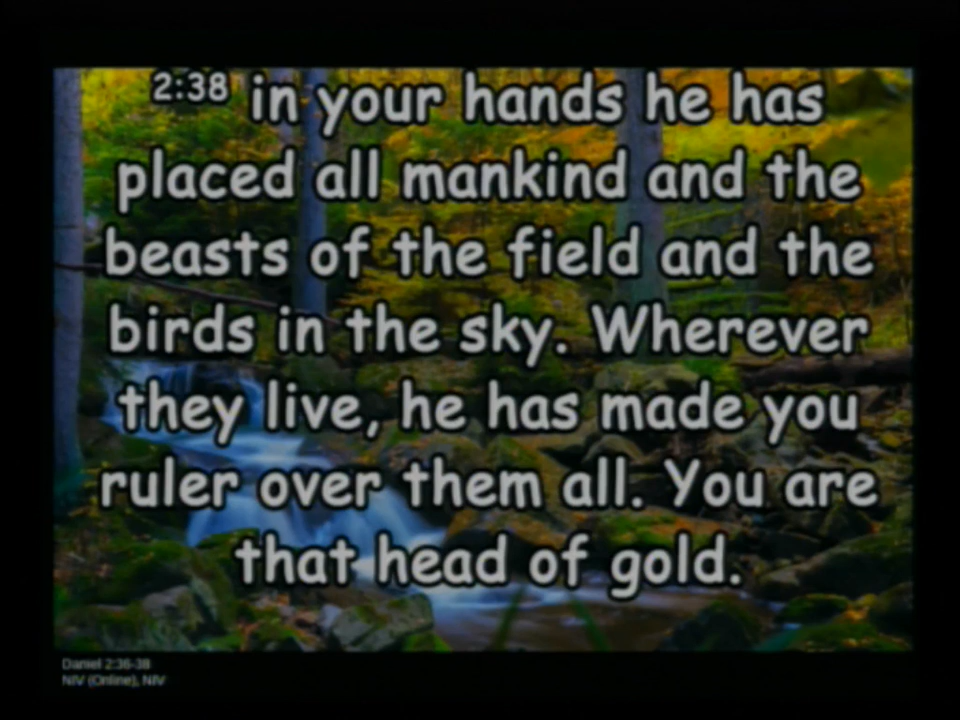 2:38 in your hands he has
placed all mankind and the
beasts of the field and the
birds in the sky. Wherever
they live, he has made you
ruler over them all. You are
that head of gold.
Daniel 2:36-38
NIV (Online), NIV